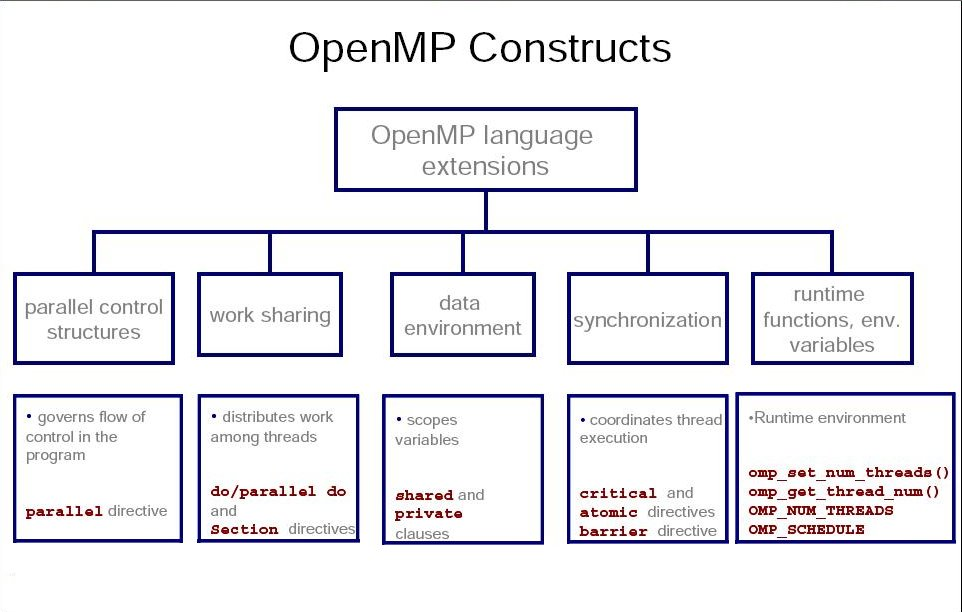 OpenMP Constructs
OpenMP language
extensions
parallel control
structures
work sharing
data
environment
synchronization
runtime
functions, env.
variables
• governs flow of
control in the
program
parallel directive
• distributes work
among threads
do/parallel do
and
Section directives
• scopes
variables
shared and
private
clauses
• coordinates thread
execution
critical and
atomic directives
barrier directive
•Runtime environment
omp_set_num_threads()
omp_get_thread_num()
OMP_NUM_THREADS
OMP_SCHEDULE